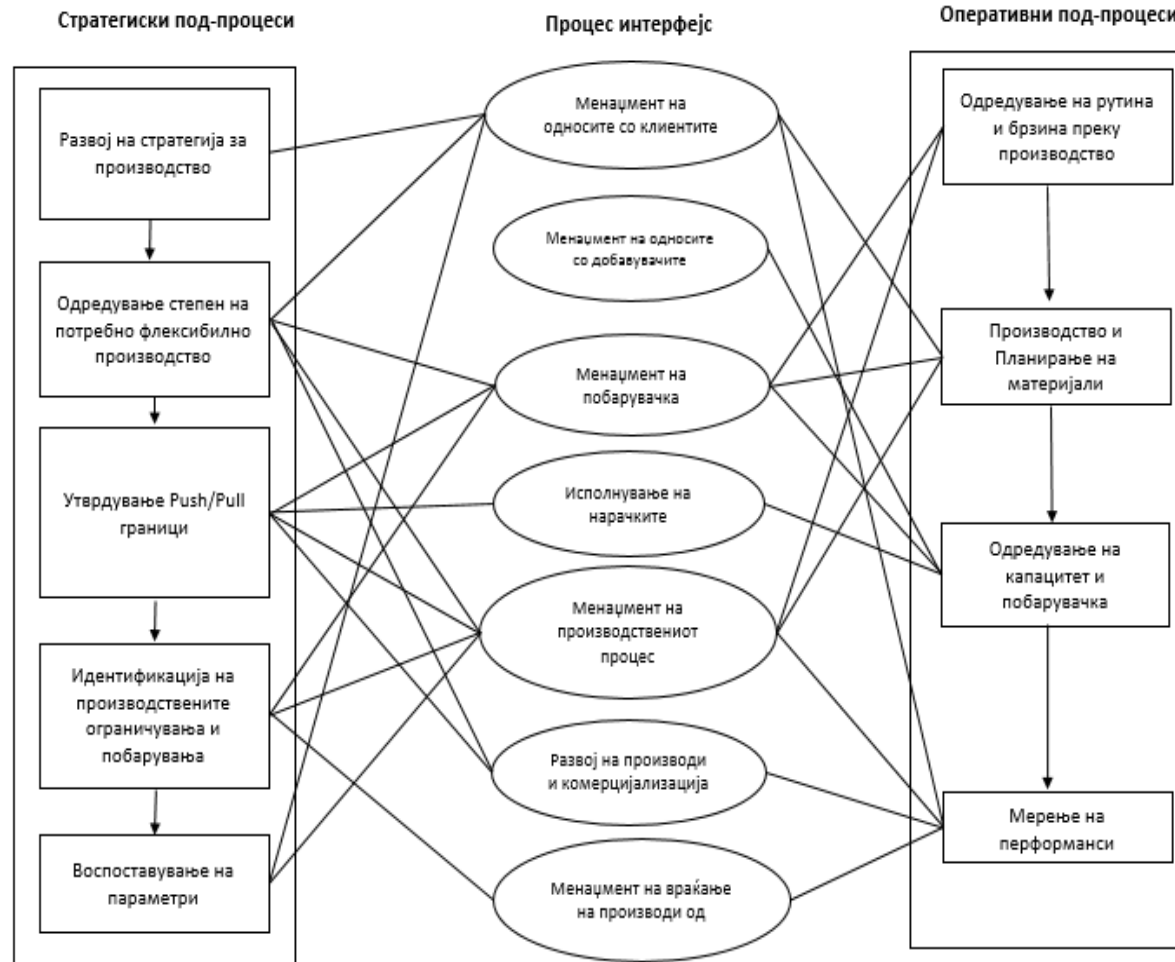 Стратегиски под-процеси
Процес интерфејс
Оперативни под-процеси
Развој на стратегија за
производство
Одредување степен на
потребно флексибилно
производство
Утврдување Push/Pull
граници
Идентификација на
производствените
ограничувања и
побарувања
Воспоставување на
параметри
Менаџмент на
односите со клиентите
Менаџмент на односите
со добавувачите
Менаџмент на
побарувачка
Исполнување на
нарачките
Менаџмент на
производствениот
процес
Развој на производи
и комерцијализација
Менаџмент на враќање
на производи од
Одредување на рутина
и брзина преку
производство
Производство и
Планирање на
материјали
Одредување на
капацитет и
побарувачка
Мерење на
перформанси